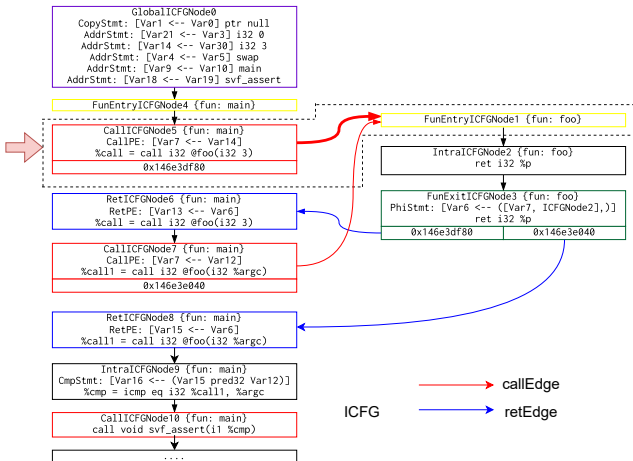 GlobalICFGNode0
CopyStmt: [Var1 <-- Var0] ptr null
AddrStmt: [Var21 <-- Var3] i32 0
AddrStmt: [Var14 <-- Var30] i32 3
AddrStmt: [Var4 <-- Var5] swap
AddrStmt: [Var9 <-- Var10] main
AddrStmt: [Var18 <-- Var19] svf_assert
FunEntryICFGNode4 {fun: main}
CallICFGNode5 {fun: main}
CallPE: [Var7 <-- Var14]
%call = call i32 @foo(i32 3)
0x146e3df80
RetICFGNode6 {fun: main}
RetPE: [Var13 <-- Var6]
%call = call i32 @foo(i32 3)
CallICFGNode7 {fun: main}
CallPE: [Var7 <-- Var12]
%call1 = call i32 @foo(i32 %argc)
0x146e3e040
RetICFGNode8 {fun: main}
RetPE: [Var15 <-- Var6]
%call1 = call i32 @foo(i32 %argc)
IntraICFGNode9 {fun: main}
CmpStmt: [Var16 <-- (Var15 pred32 Var12)]
%cmp = icmp eq i32 %call1, %argc
CallICFGNode10 {fun: main}
call void svf_assert(i1 %cmp)
....
FunEntryICFGNode1 {fun: foo}
IntraICFGNode2 {fun: foo}
ret i32 %p
FunExitICFGNode3 {fun: foo}
PhiStmt: [Var6 <-- ([Var7, ICFGNode2],)]
ret i32 %p
0x146e3df80 0x146e3e040
ICFG
callEdge
retEdge